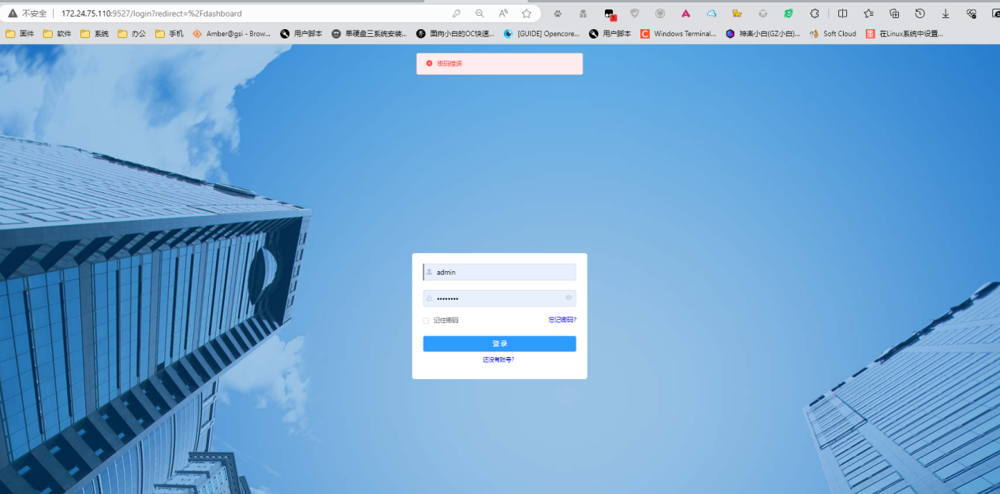 不安全 172.24.75.110:9527/login?redirect=%2Fdashboard
固件 软件 系统 办公 手机 Amber@gsi - Brow... 用户脚本 单硬盘三系统安装... 面向小白的OC快速... [GUIDE] Opencore... 用户脚本 Windows Terminal... 神楽小白(GZ小白)... Soft Cloud 在Linux系统中设置...
密码错误
admin
记住密码 忘记密码?
登录
还没有账号?